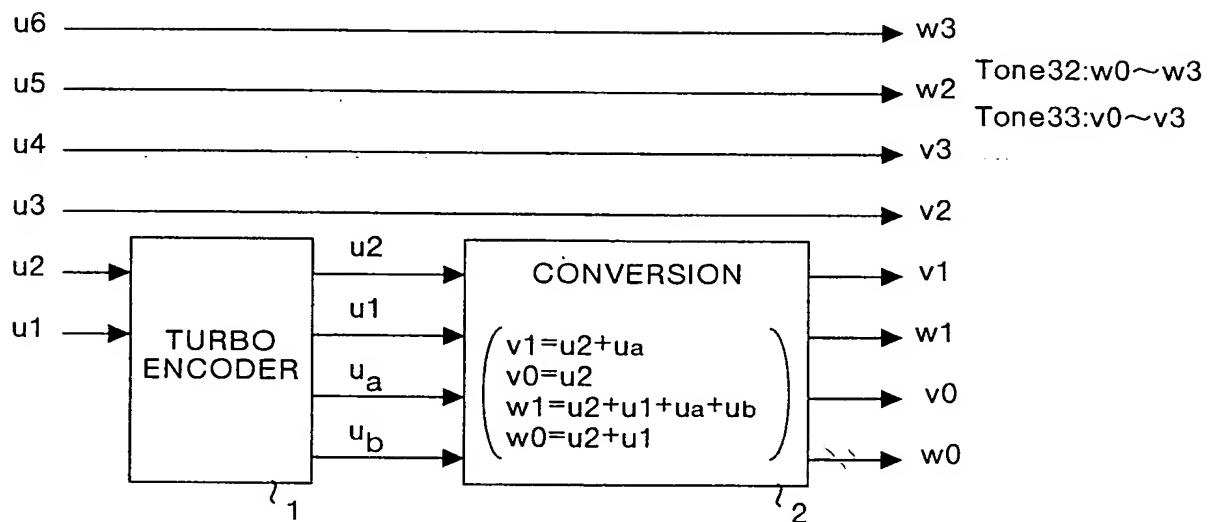 u6
w3
u5
w2
Tone32:w0~w3
Tone33:v0~v3
u4
v3
u3
v2
u2
u1
TURBO
ENCODER
1
u2
u1
ua
ub
CONVERSION
v1=u2+ua
v0=u2
w1=u2+u1+ua+ub
w0=u2+u1
2
v1
w1
v0
w0